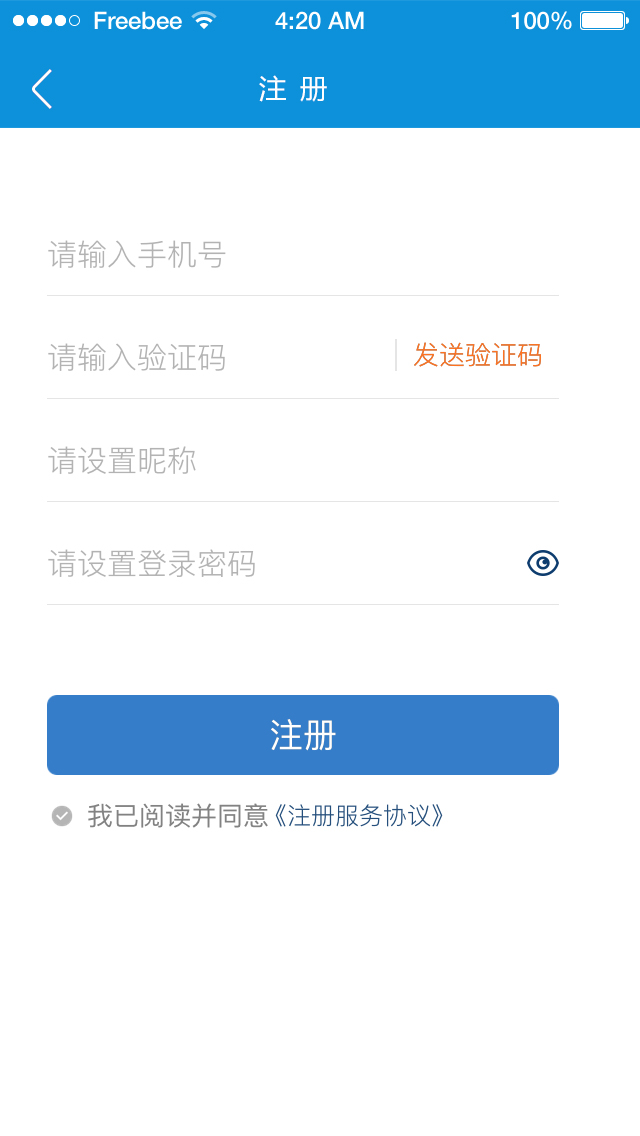 Freebee 4:20 AM 100%
注 册
请输入手机号
请输入验证码 发送验证码
请设置昵称
请设置登录密码
注册
我已阅读并同意《注册服务协议》